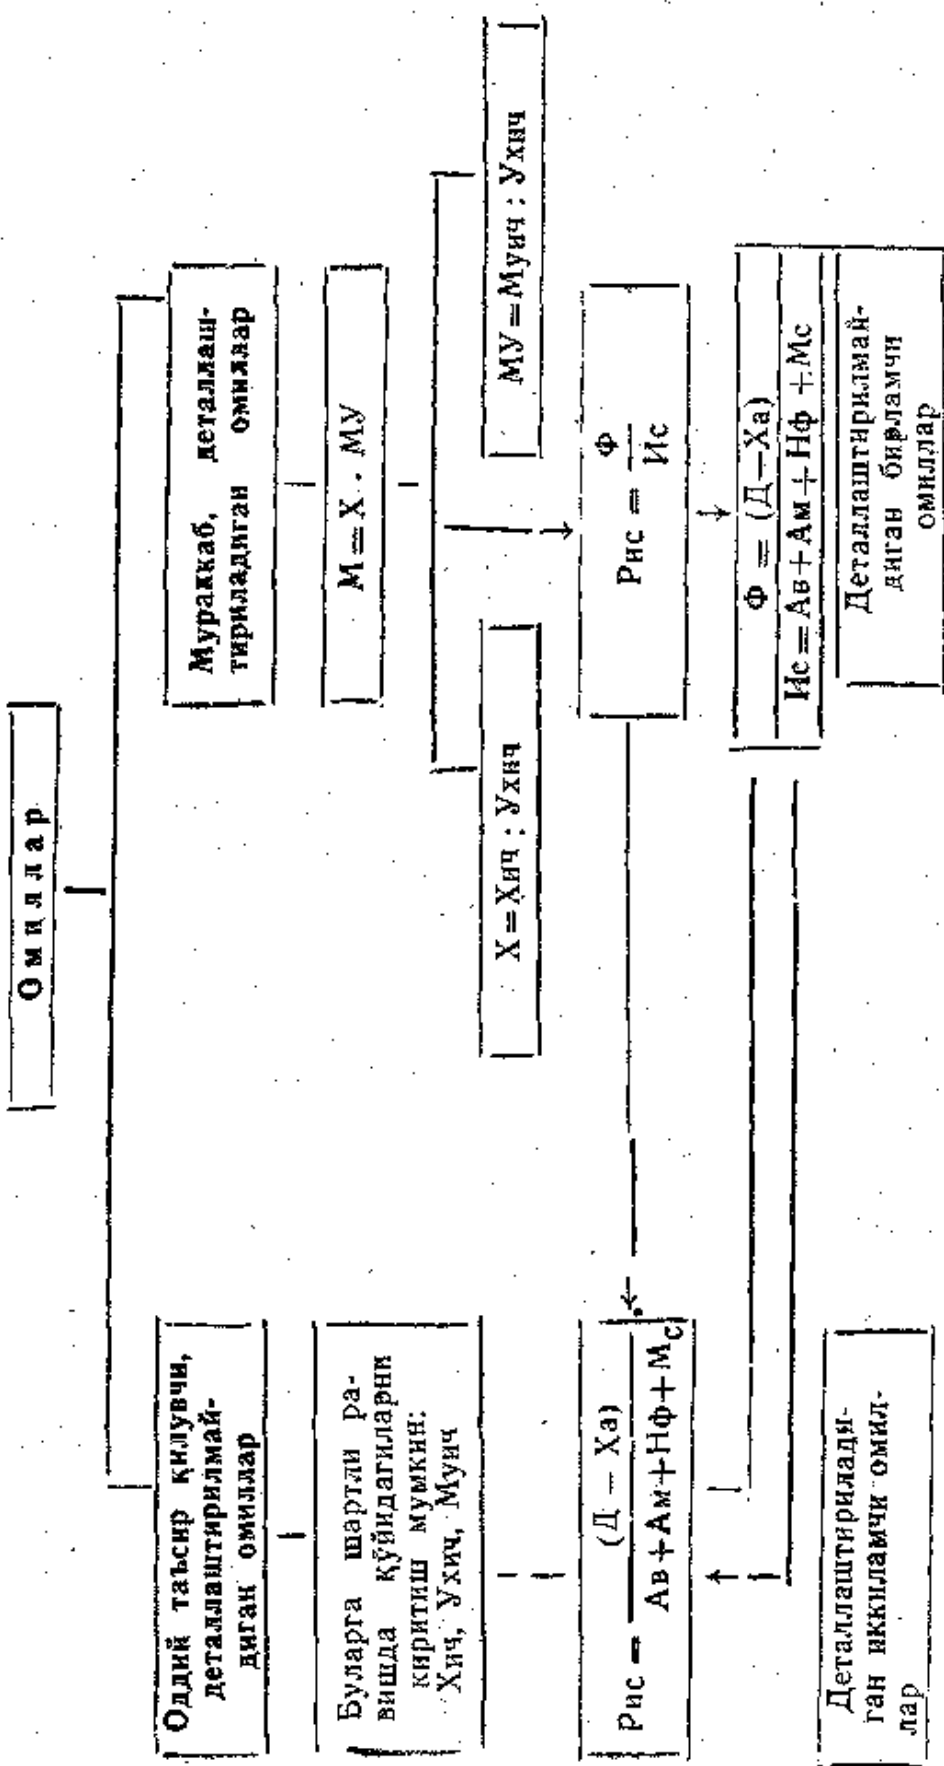 Омиллар
Оддий таъсир қилувчи,
деталлаштирилмай-
диган омиллар
Мураккаб, деталлаш-
тириладиган омиллар
Буларга шартли ра-
вишда қўйидагиларни
киритиш мумкин:
Хич, Ухич, Муич
М=Х · МУ
Х=Хич : Ухич
МУ=Муич : Ухич
Рис = (Д — Ха)
Ав+Ам+Нф+Мс
Рис = Ф
Ис
Ф = (Д—Ха)
Ис=Ав+Ам+Нф+Мс
Деталлаштирилади-
ган иккиламчи омил-
лар
Деталлаштирилмай-
диган бирламчи
омиллар